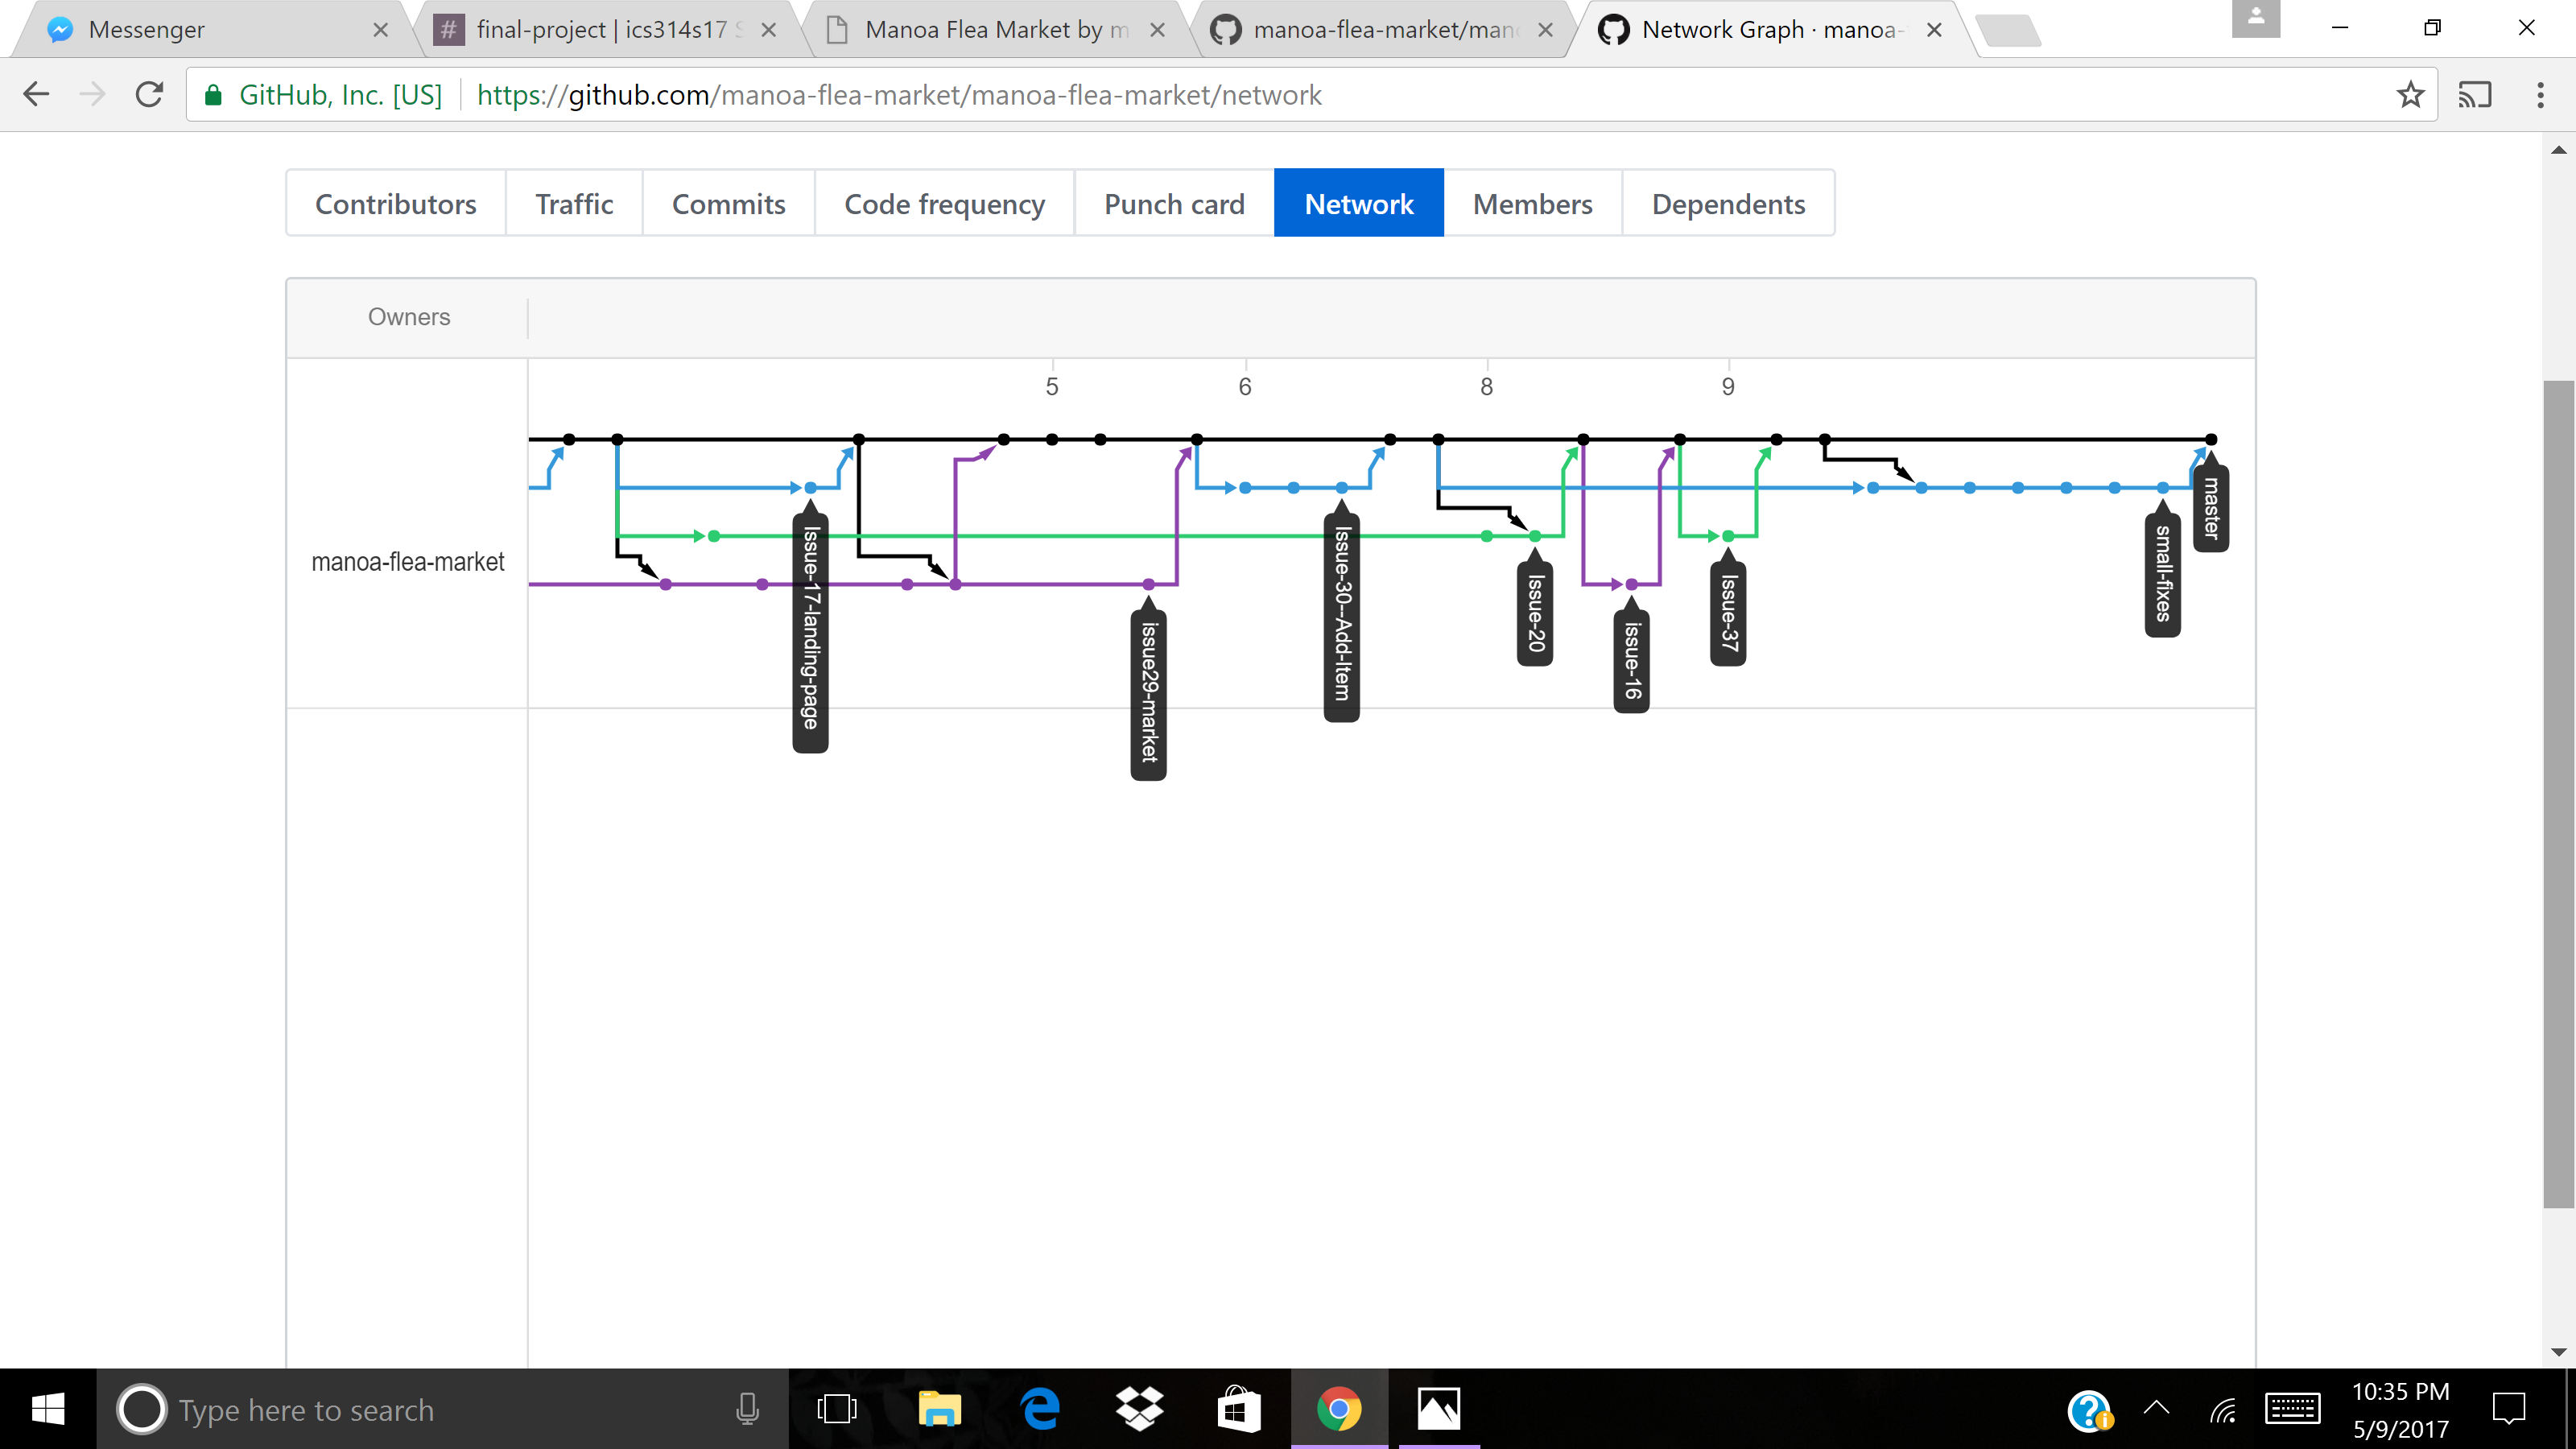 Messenger
final-project | ics314s17 S
Manoa Flea Market by m
manoa-flea-market/man
Network Graph · manoa-
GitHub, Inc. [US]
https://github.com/manoa-flea-market/manoa-flea-market/network
Contributors
Traffic
Commits
Code frequency
Punch card
Network
Members
Dependents
Owners
5
6
8
9
manoa-flea-market
Issue-17-landing-page
issue29-market
Issue-30--Add-Item
Issue-20
issue-16
Issue-37
small-fixes
master
Type here to search
10:35 PM
5/9/2017